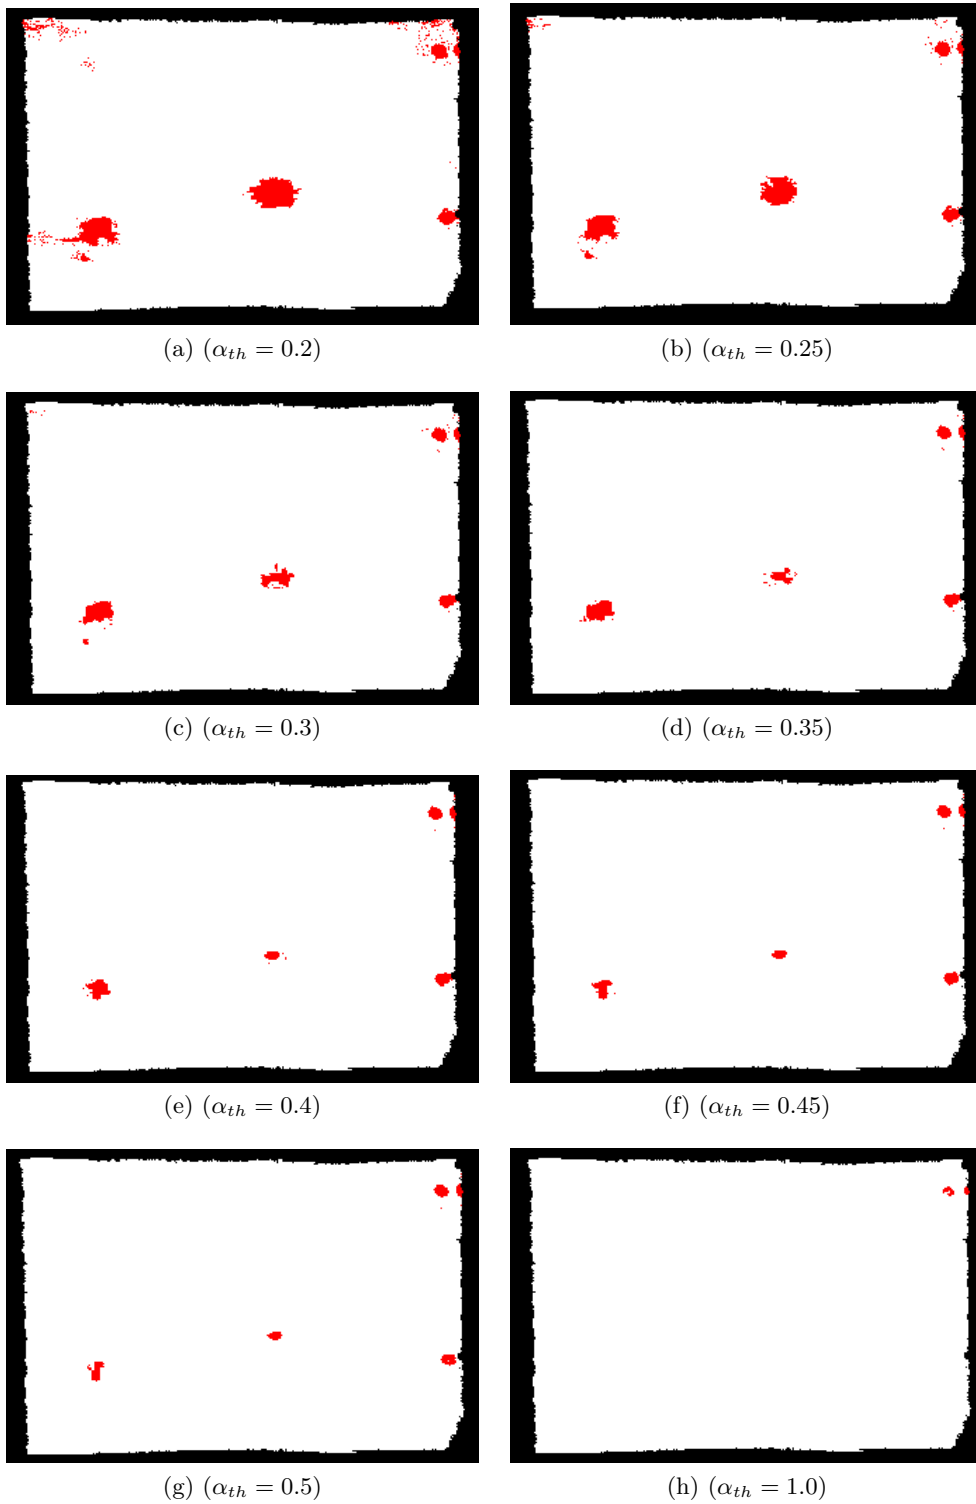 (a) (α_th = 0.2)
(b) (α_th = 0.25)
(c) (α_th = 0.3)
(d) (α_th = 0.35)
(e) (α_th = 0.4)
(f) (α_th = 0.45)
(g) (α_th = 0.5)
(h) (α_th = 1.0)